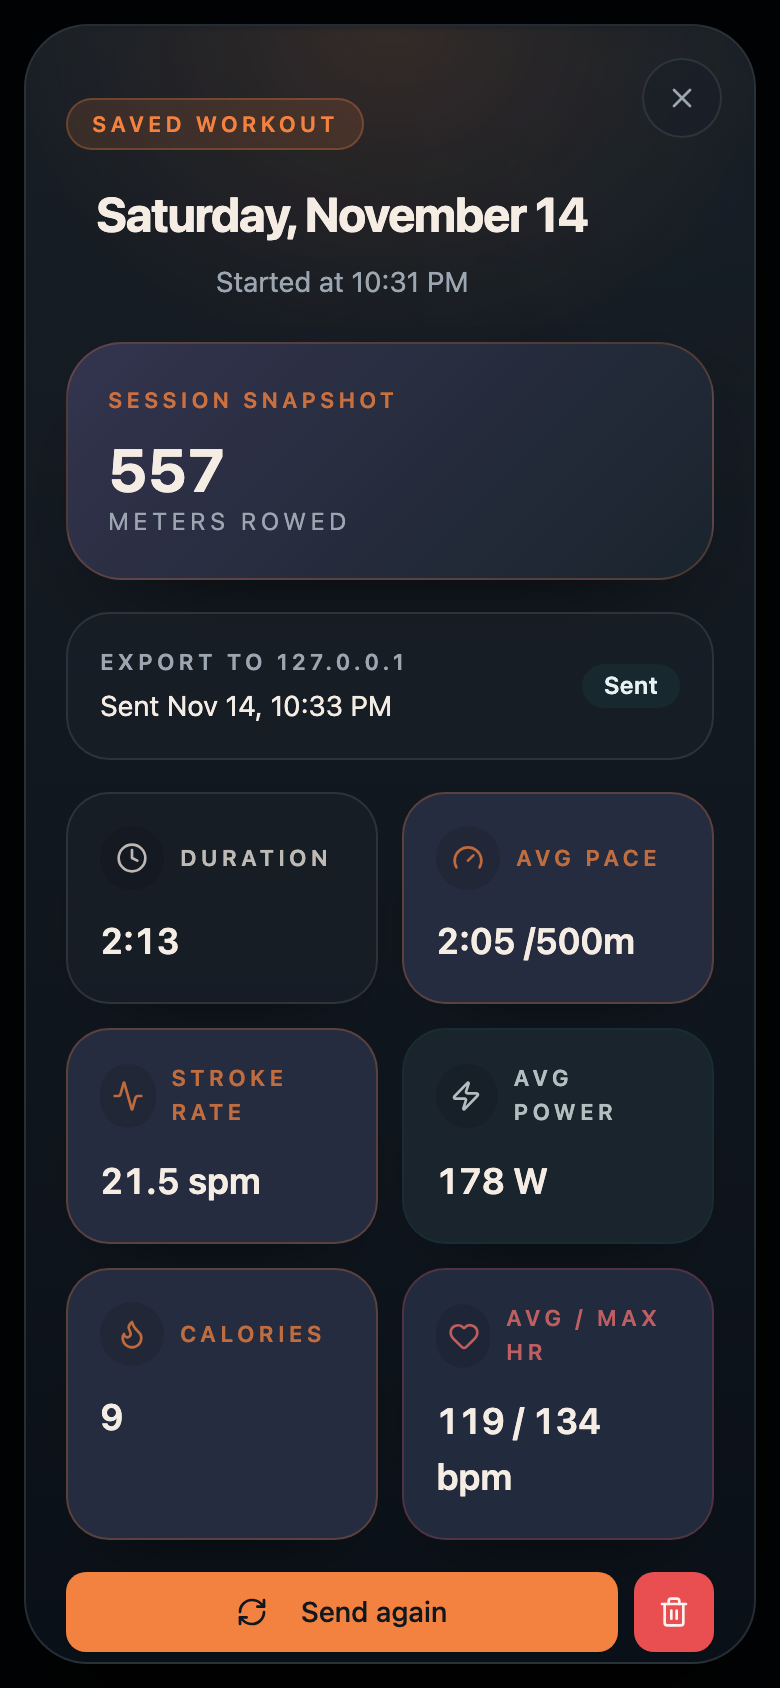 SAVED WORKOUT
Saturday, November 14
Started at 10:31 PM
SESSION SNAPSHOT
557
METERS ROWED
EXPORT TO 127.0.0.1
Sent Nov 14, 10:33 PM
Sent
DURATION
2:13
AVG PACE
2:05 /500m
STROKE
RATE
21.5 spm
AVG
POWER
178 W
CALORIES
9
AVG / MAX
HR
119 / 134
bpm
Send again